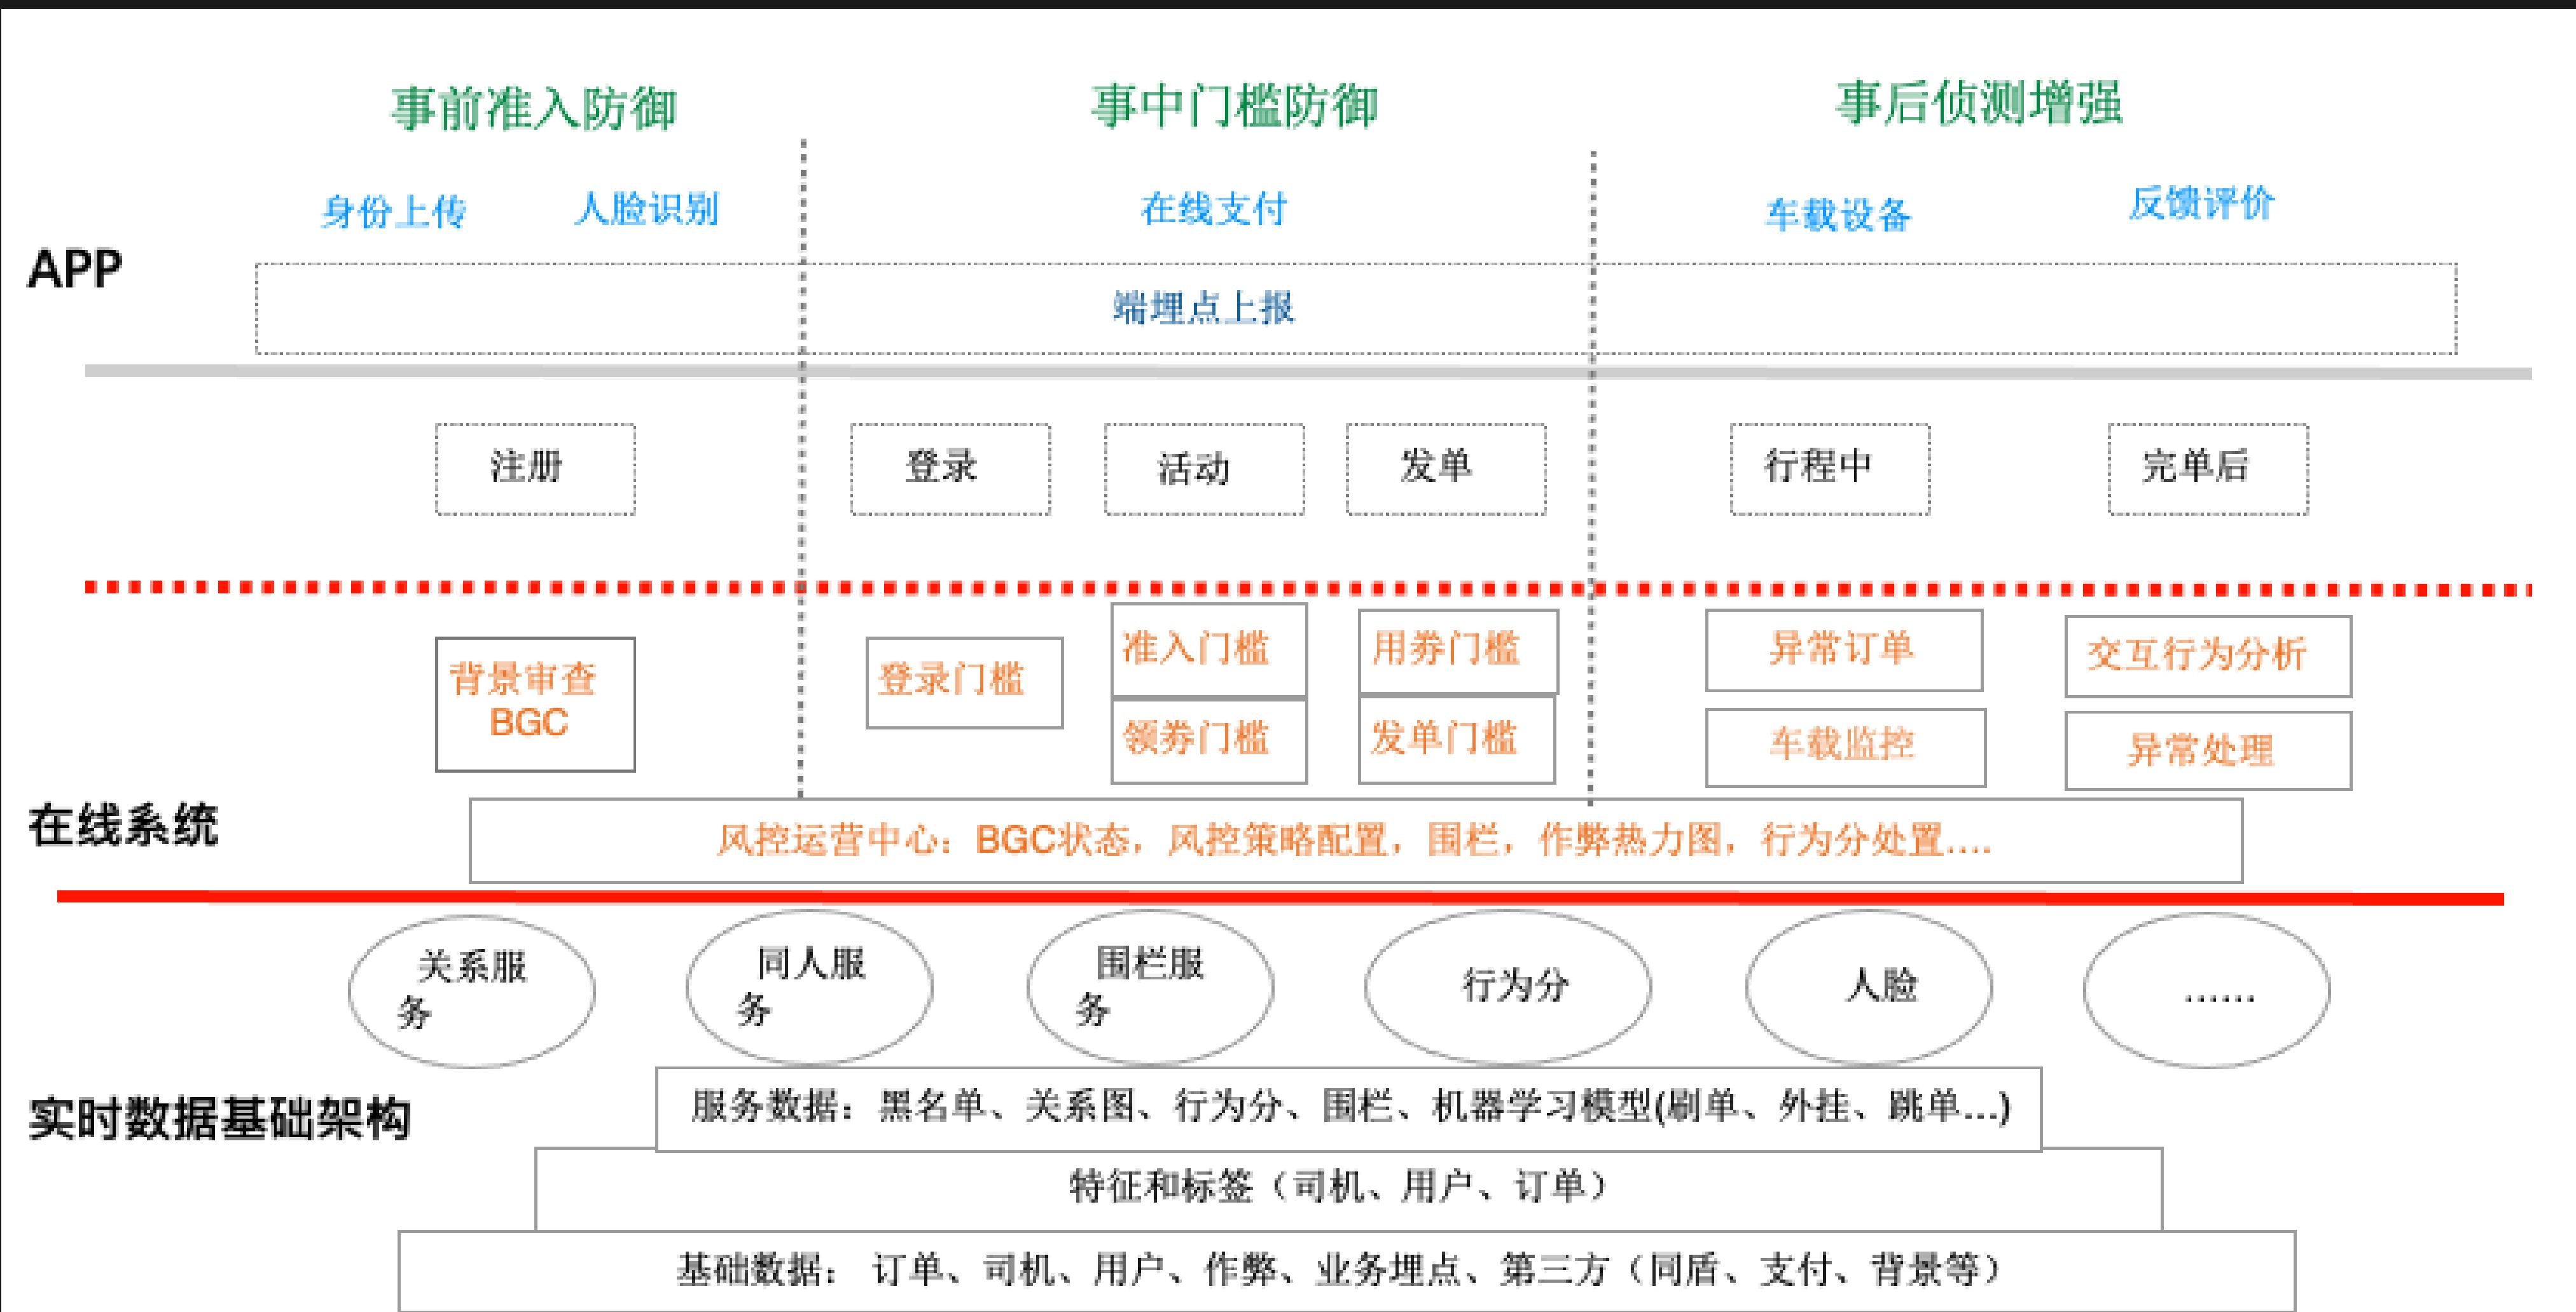 事前准入防御
事中门槛防御
事后侦测增强
身份上传
人脸识别
在线支付
车载设备
反馈评价
APP
端埋点上报
注册
登录
活动
发单
行程中
完单后
背景审查
BGC
登录门槛
准入门槛
领券门槛
用券门槛
发单门槛
异常订单
车载监控
交互行为分析
异常处理
在线系统
风控运营中心：BGC状态，风控策略配置，围栏，作弊热力图，行为分处置....
关系服
务
同人服
务
围栏服
务
行为分
人脸
......
实时数据基础架构
服务数据：黑名单、关系图、行为分、围栏、机器学习模型(刷单、外挂、跳单...)
特征和标签（司机、用户、订单）
基础数据： 订单、司机、用户、作弊、业务埋点、第三方（同盾、支付、背景等）